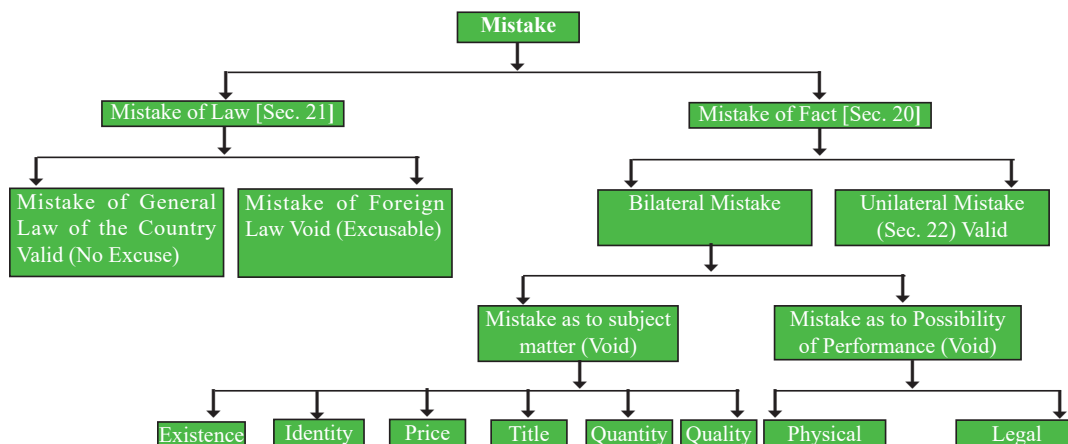 Mistake
Mistake of Law [Sec. 21]
Mistake of Fact [Sec. 20]
Mistake of General
Law of the Country
Valid (No Excuse)
Mistake of Foreign
Law Void (Excusable)
Bilateral Mistake
Unilateral Mistake
(Sec. 22) Valid
Mistake as to subject
matter (Void)
Mistake as to Possibility
of Performance (Void)
Existence
Identity
Price
Title
Quantity
Quality
Physical
Legal